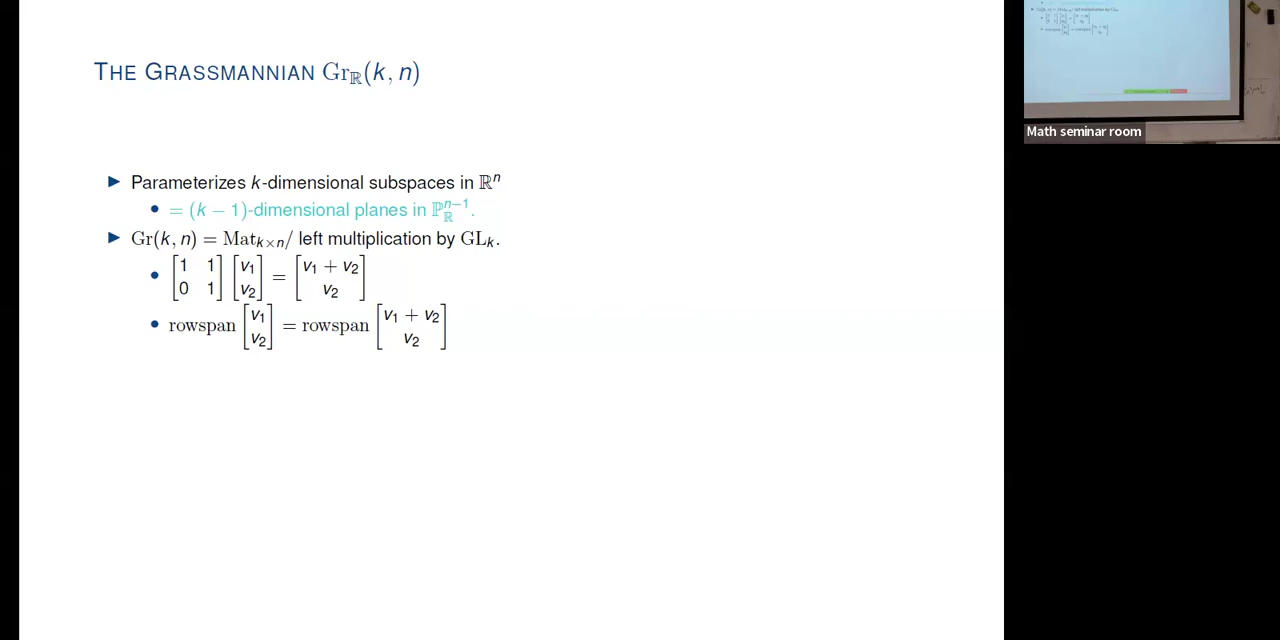 THE GRASSMANNIAN Gr_ℝ(k, n)
▶ Parameterizes k-dimensional subspaces in ℝⁿ
• = (k − 1)-dimensional planes in ℙ_ℝ^{n−1}.
▶ Gr(k, n) = Mat_{k×n}/ left multiplication by GL_k.
• [1 1; 0 1] [v₁; v₂] = [v₁ + v₂; v₂]
• rowspan [v₁; v₂] = rowspan [v₁ + v₂; v₂]
Math seminar room